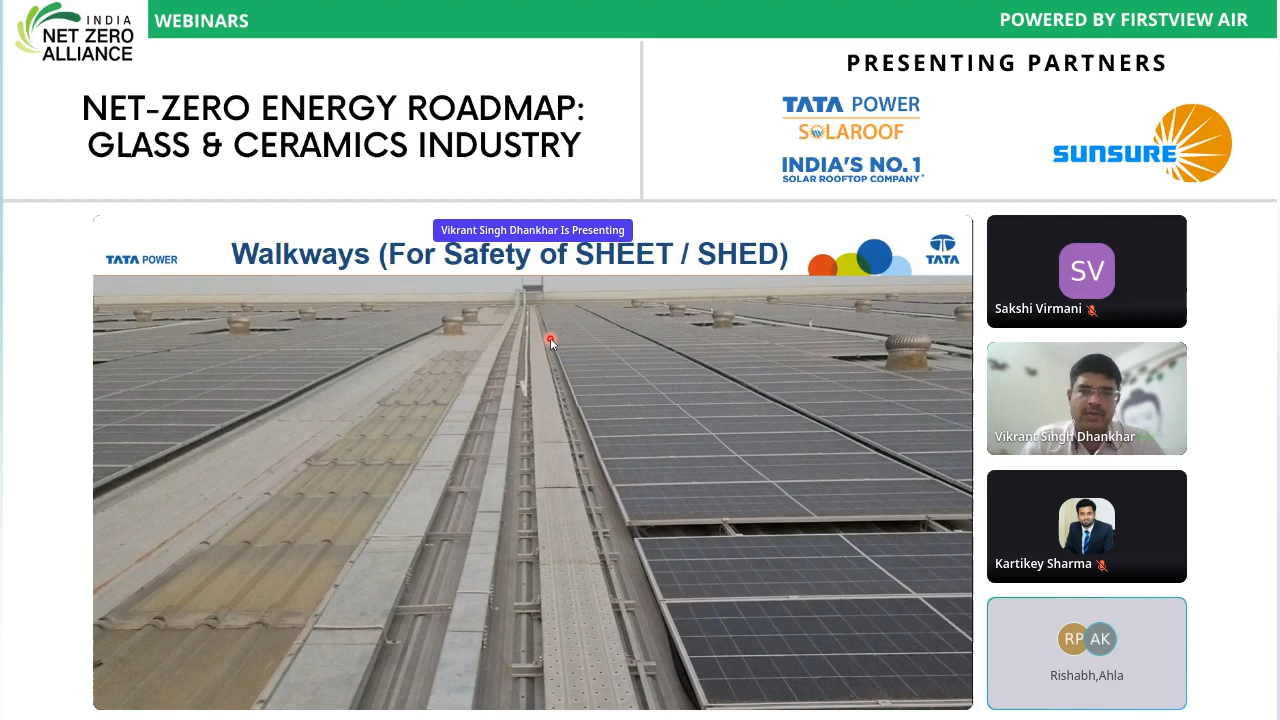 INDIA
NET ZERO
ALLIANCE
WEBINARS
POWERED BY FIRSTVIEW AIR
NET-ZERO ENERGY ROADMAP:
GLASS & CERAMICS INDUSTRY
PRESENTING PARTNERS
TATA POWER
SOLAROOF
INDIA'S NO. 1
SOLAR ROOFTOP COMPANY*
SUNSURE
Vikrant Singh Dhankhar Is Presenting
TATA POWER
Walkways (For Safety of SHEET / SHED)
TATA
SV
Sakshi Virmani
Vikrant Singh Dhankhar
Kartikey Sharma
RP AK
Rishabh,Ahla